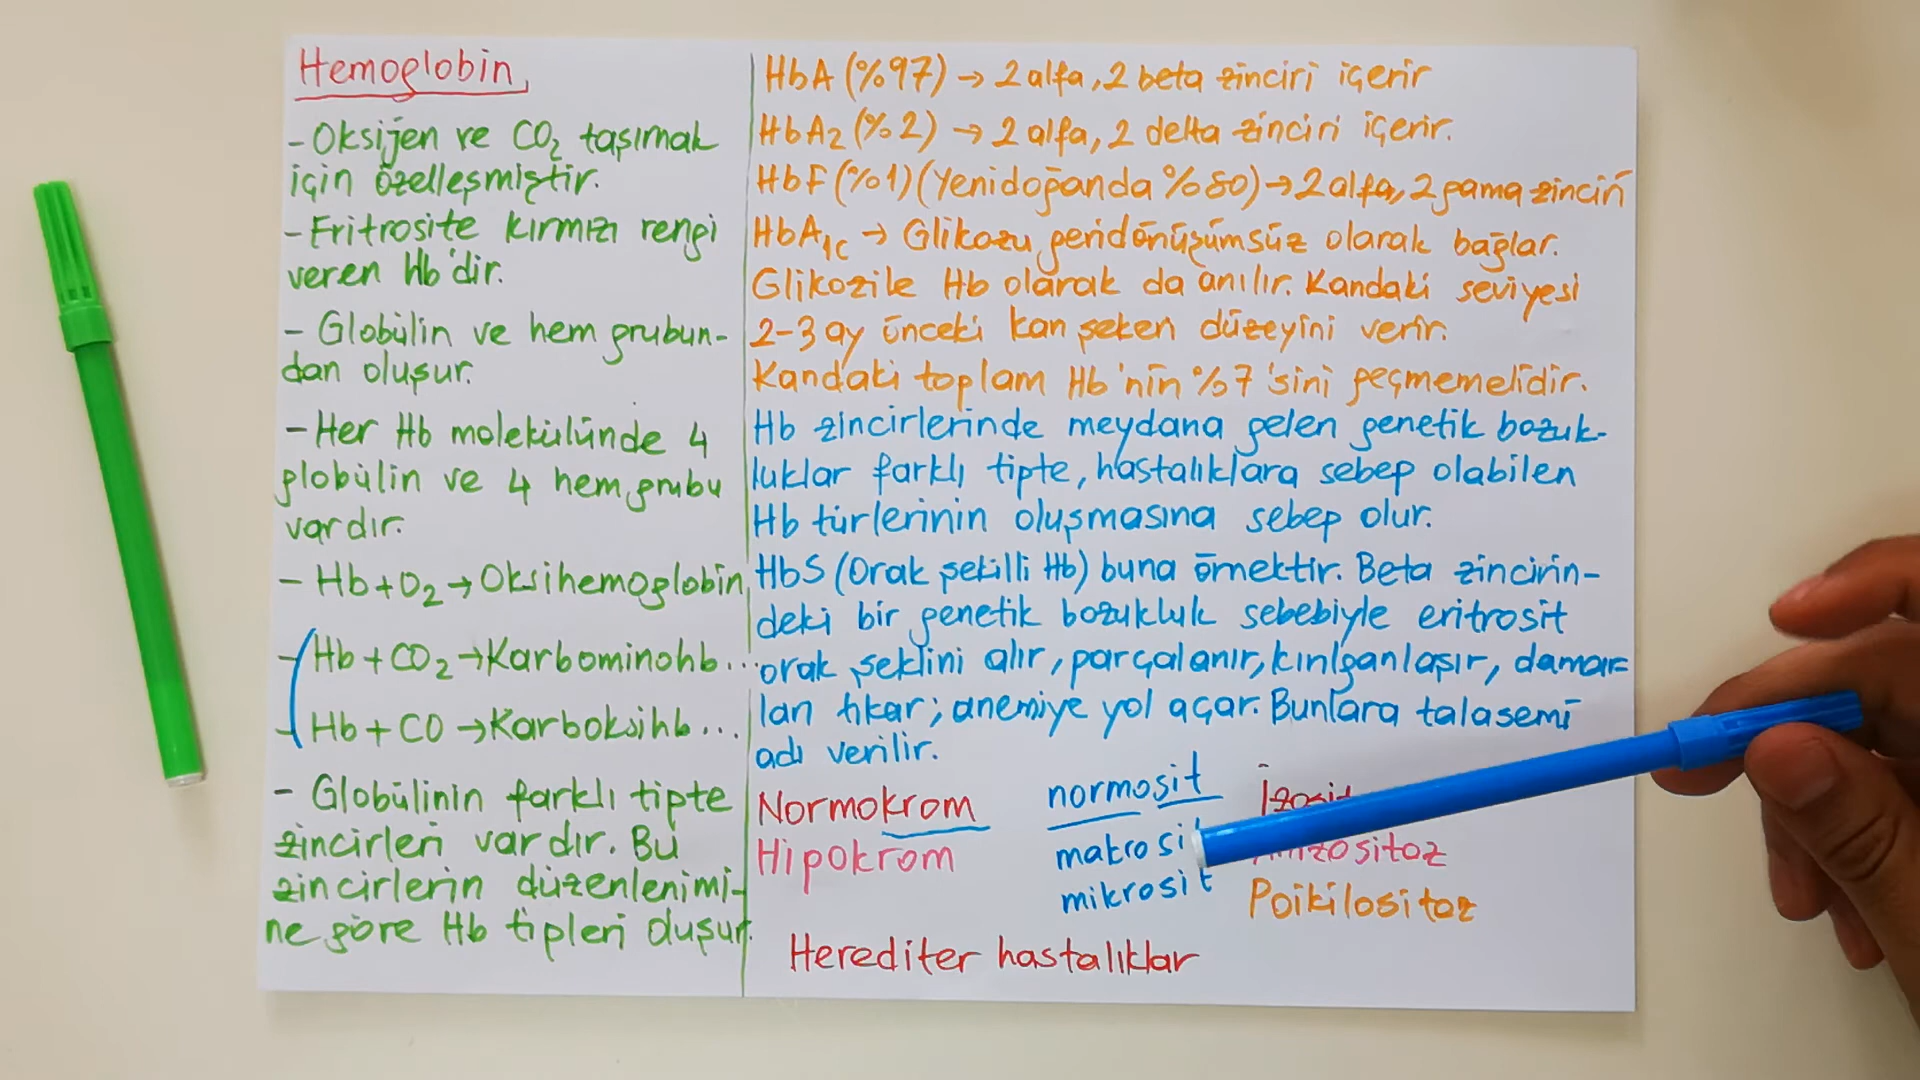 Hemoglobin
- Oksijen ve CO₂ taşımak
için özelleşmiştir.
- Eritrosite kırmızı rengi
veren Hb'dir.
- Globülin ve hem grubun-
dan oluşur.
- Her Hb molekülünde 4
globülin ve 4 hem grubu
vardır.
- Hb+O₂→Oksihemoglobin
- Hb+CO₂→Karbominohb...
- Hb+CO→Karboksihb...
- Globülinin farklı tipte
zincirleri vardır. Bu
zincirlerin düzenlenimi-
ne göre Hb tipleri oluşur.
HbA (%97) → 2 alfa, 2 beta zinciri içerir
HbA₂ (%2) → 2 alfa, 2 delta zinciri içerir.
HbF (%1) (Yenidoğanda %80)→2 alfa, 2 gama zinciri
HbA₁c → Glikozu geridönüşümsüz olarak bağlar.
Glikozile Hb olarak da anılır. Kandaki seviyesi
2-3 ay önceki kan şekeri düzeyini verir.
Kandaki toplam Hb'nin %7'sini geçmemelidir.
Hb zincirlerinde meydana gelen genetik bozuk-
luklar farklı tipte, hastalıklara sebep olabilen
Hb türlerinin oluşmasına sebep olur.
HbS (Orak şekilli Hb) buna örnektir. Beta zincirin-
deki bir genetik bozukluk sebebiyle eritrosit
orak şeklini alır, parçalanır, kırılganlaşır, damar-
ları tıkar; anemiye yol açar. Bunlara talasemi
adı verilir.
Normokrom
Hipokrom
normosit
makrosit
mikrosit
Poikilositoz
Herediter hastalıklar